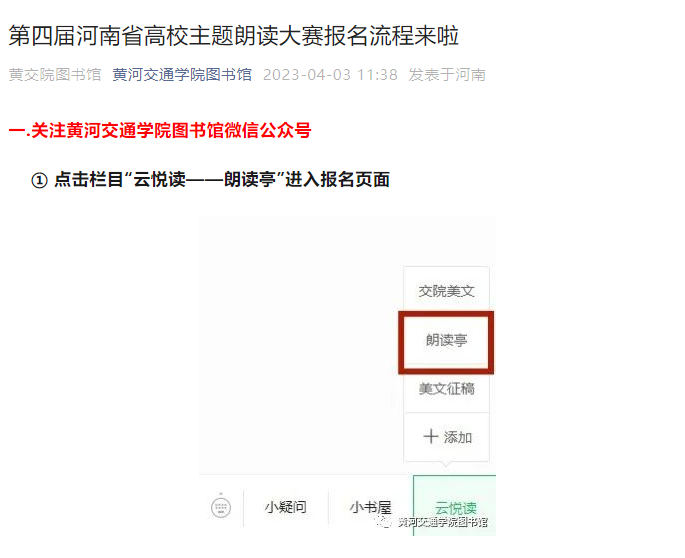 第四届河南省高校主题朗读大赛报名流程来啦
黄交院图书馆 黄河交通学院图书馆 2023-04-03 11:38 发表于河南
一.关注黄河交通学院图书馆微信公众号
① 点击栏目“云悦读——朗读亭”进入报名页面
交院美文
朗读亭
美文征稿
＋ 添加
小疑问 小书屋 云悦读
黄河交通学院图书馆